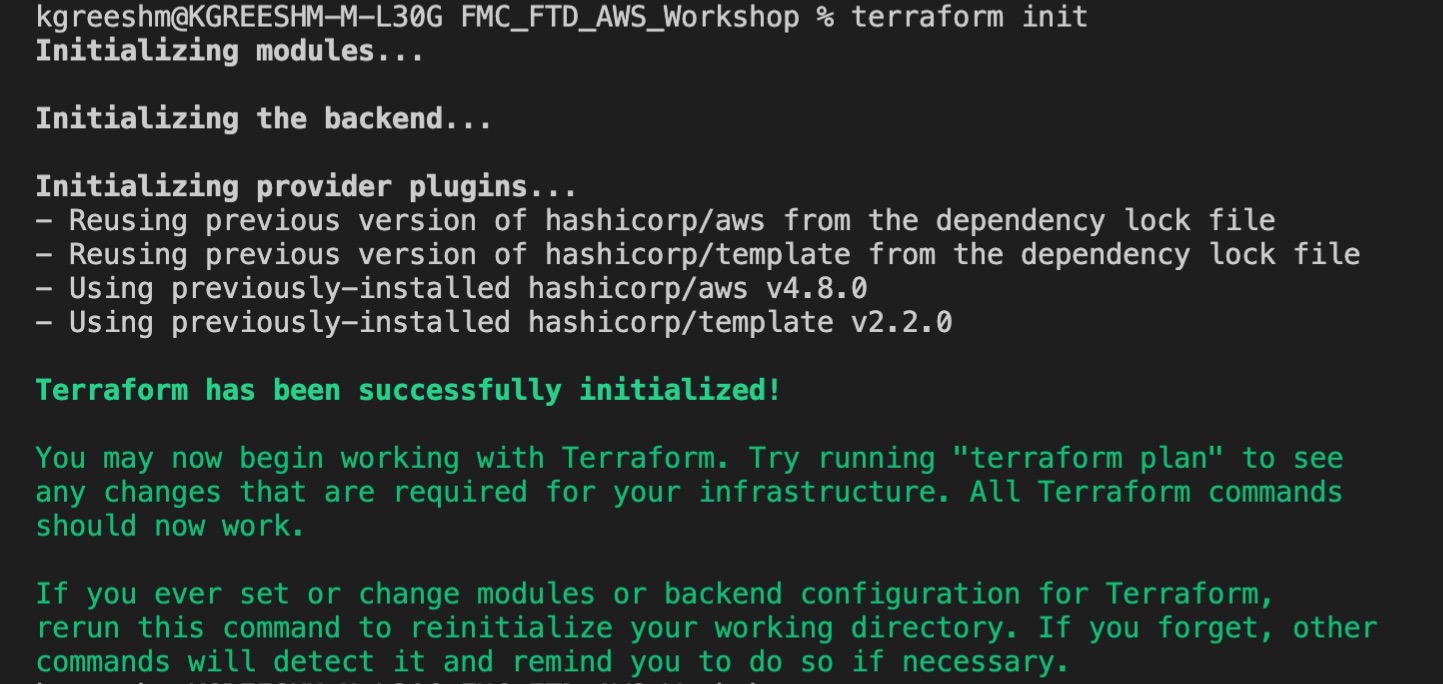 kgreeshm@KGREESHM-M-L30G FMC_FTD_AWS_Workshop % terraform init
Initializing modules...
Initializing the backend...
Initializing provider plugins...
- Reusing previous version of hashicorp/aws from the dependency lock file
- Reusing previous version of hashicorp/template from the dependency lock file
- Using previously-installed hashicorp/aws v4.8.0
- Using previously-installed hashicorp/template v2.2.0
Terraform has been successfully initialized!
You may now begin working with Terraform. Try running "terraform plan" to see
any changes that are required for your infrastructure. All Terraform commands
should now work.
If you ever set or change modules or backend configuration for Terraform,
rerun this command to reinitialize your working directory. If you forget, other
commands will detect it and remind you to do so if necessary.